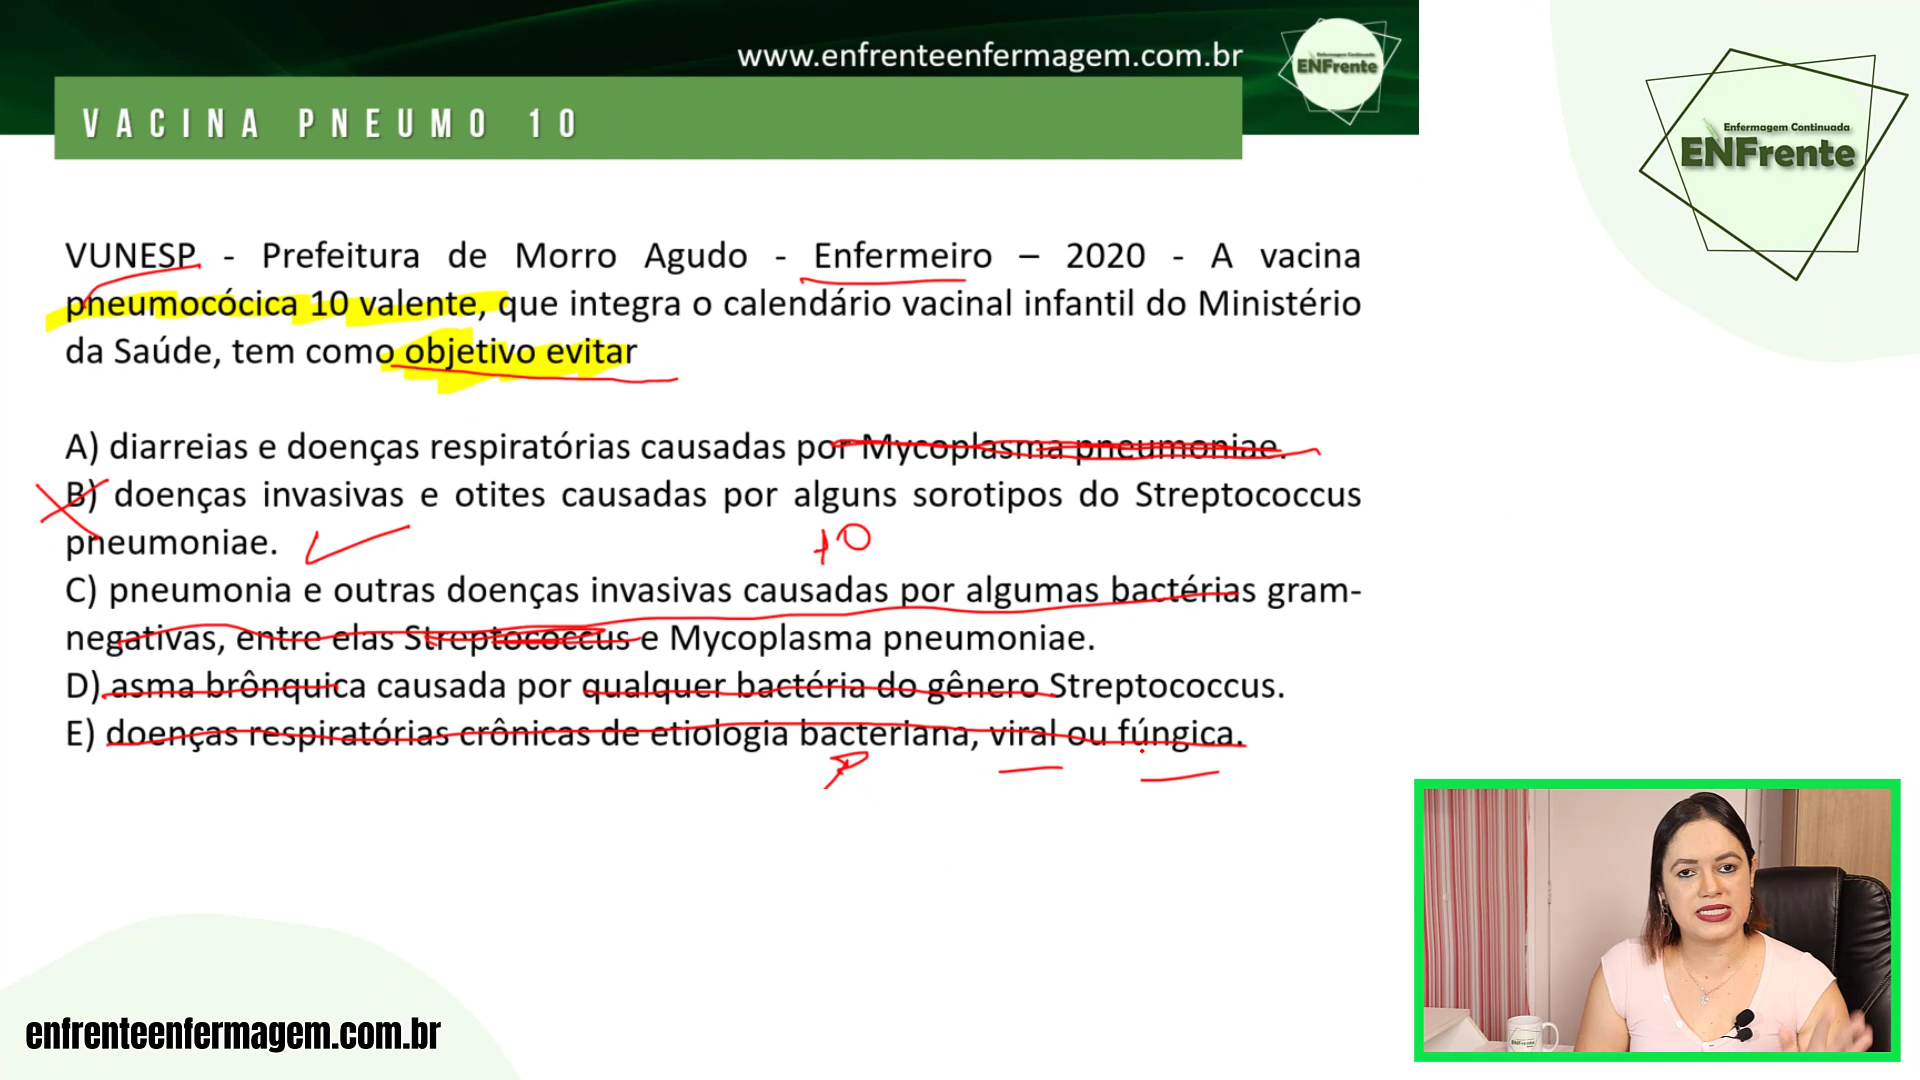 www.enfrenteenfermagem.com.br
Enfermagem Continuada
ENFrente
VACINA PNEUMO 10
Enfermagem Continuada
ENFrente
VUNESP - Prefeitura de Morro Agudo - Enfermeiro – 2020 - A vacina
pneumocócica 10 valente, que integra o calendário vacinal infantil do Ministério
da Saúde, tem como objetivo evitar
A) diarreias e doenças respiratórias causadas por Mycoplasma pneumoniae.
B) doenças invasivas e otites causadas por alguns sorotipos do Streptococcus
pneumoniae.
10
C) pneumonia e outras doenças invasivas causadas por algumas bactérias gram-
negativas, entre elas Streptococcus e Mycoplasma pneumoniae.
D) asma brônquica causada por qualquer bactéria do gênero Streptococcus.
E) doenças respiratórias crônicas de etiologia bacteriana, viral ou fúngica.
ENFrente
enfrenteenfermagem.com.br